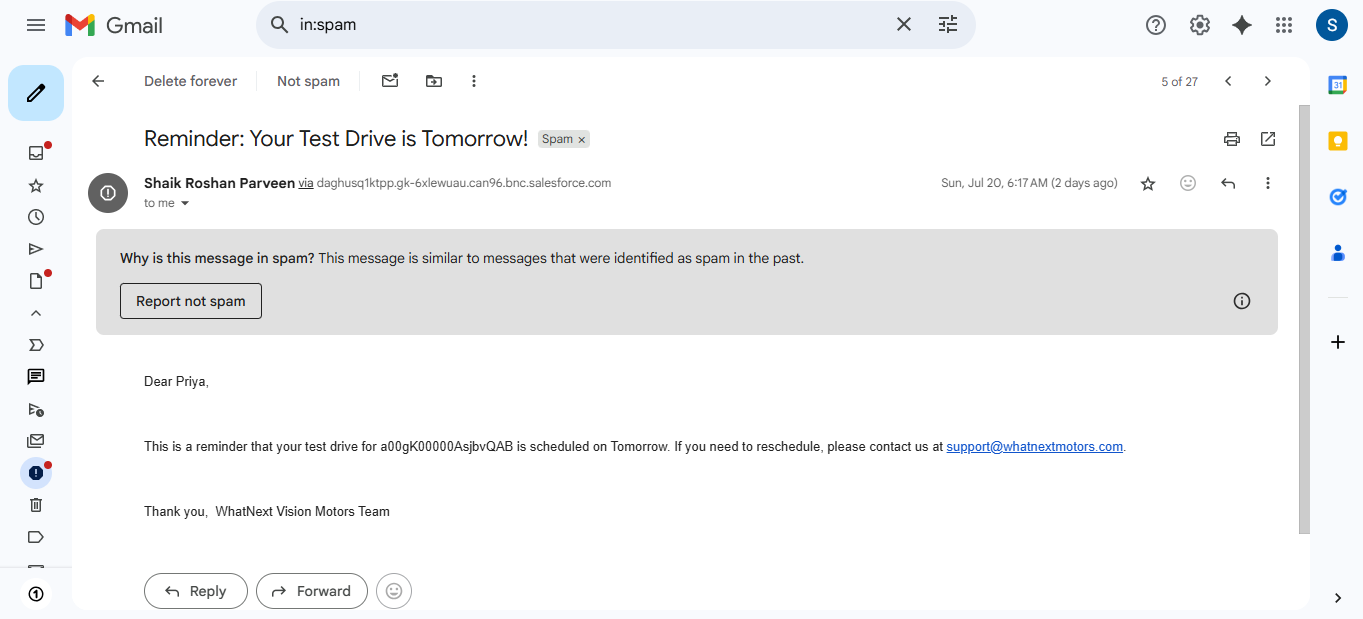 Gmail
in:spam
S
Delete forever
Not spam
5 of 27
31
Reminder: Your Test Drive is Tomorrow!
Spam ×
Shaik Roshan Parveen via daghusq1ktpp.gk-6xlewuau.can96.bnc.salesforce.com
Sun, Jul 20, 6:17 AM (2 days ago)
to me
Why is this message in spam? This message is similar to messages that were identified as spam in the past.
Report not spam
Dear Priya,
This is a reminder that your test drive for a00gK00000AsjbvQAB is scheduled on Tomorrow. If you need to reschedule, please contact us at support@whatnextmotors.com.
Thank you,  WhatNext Vision Motors Team
Reply
Forward
1